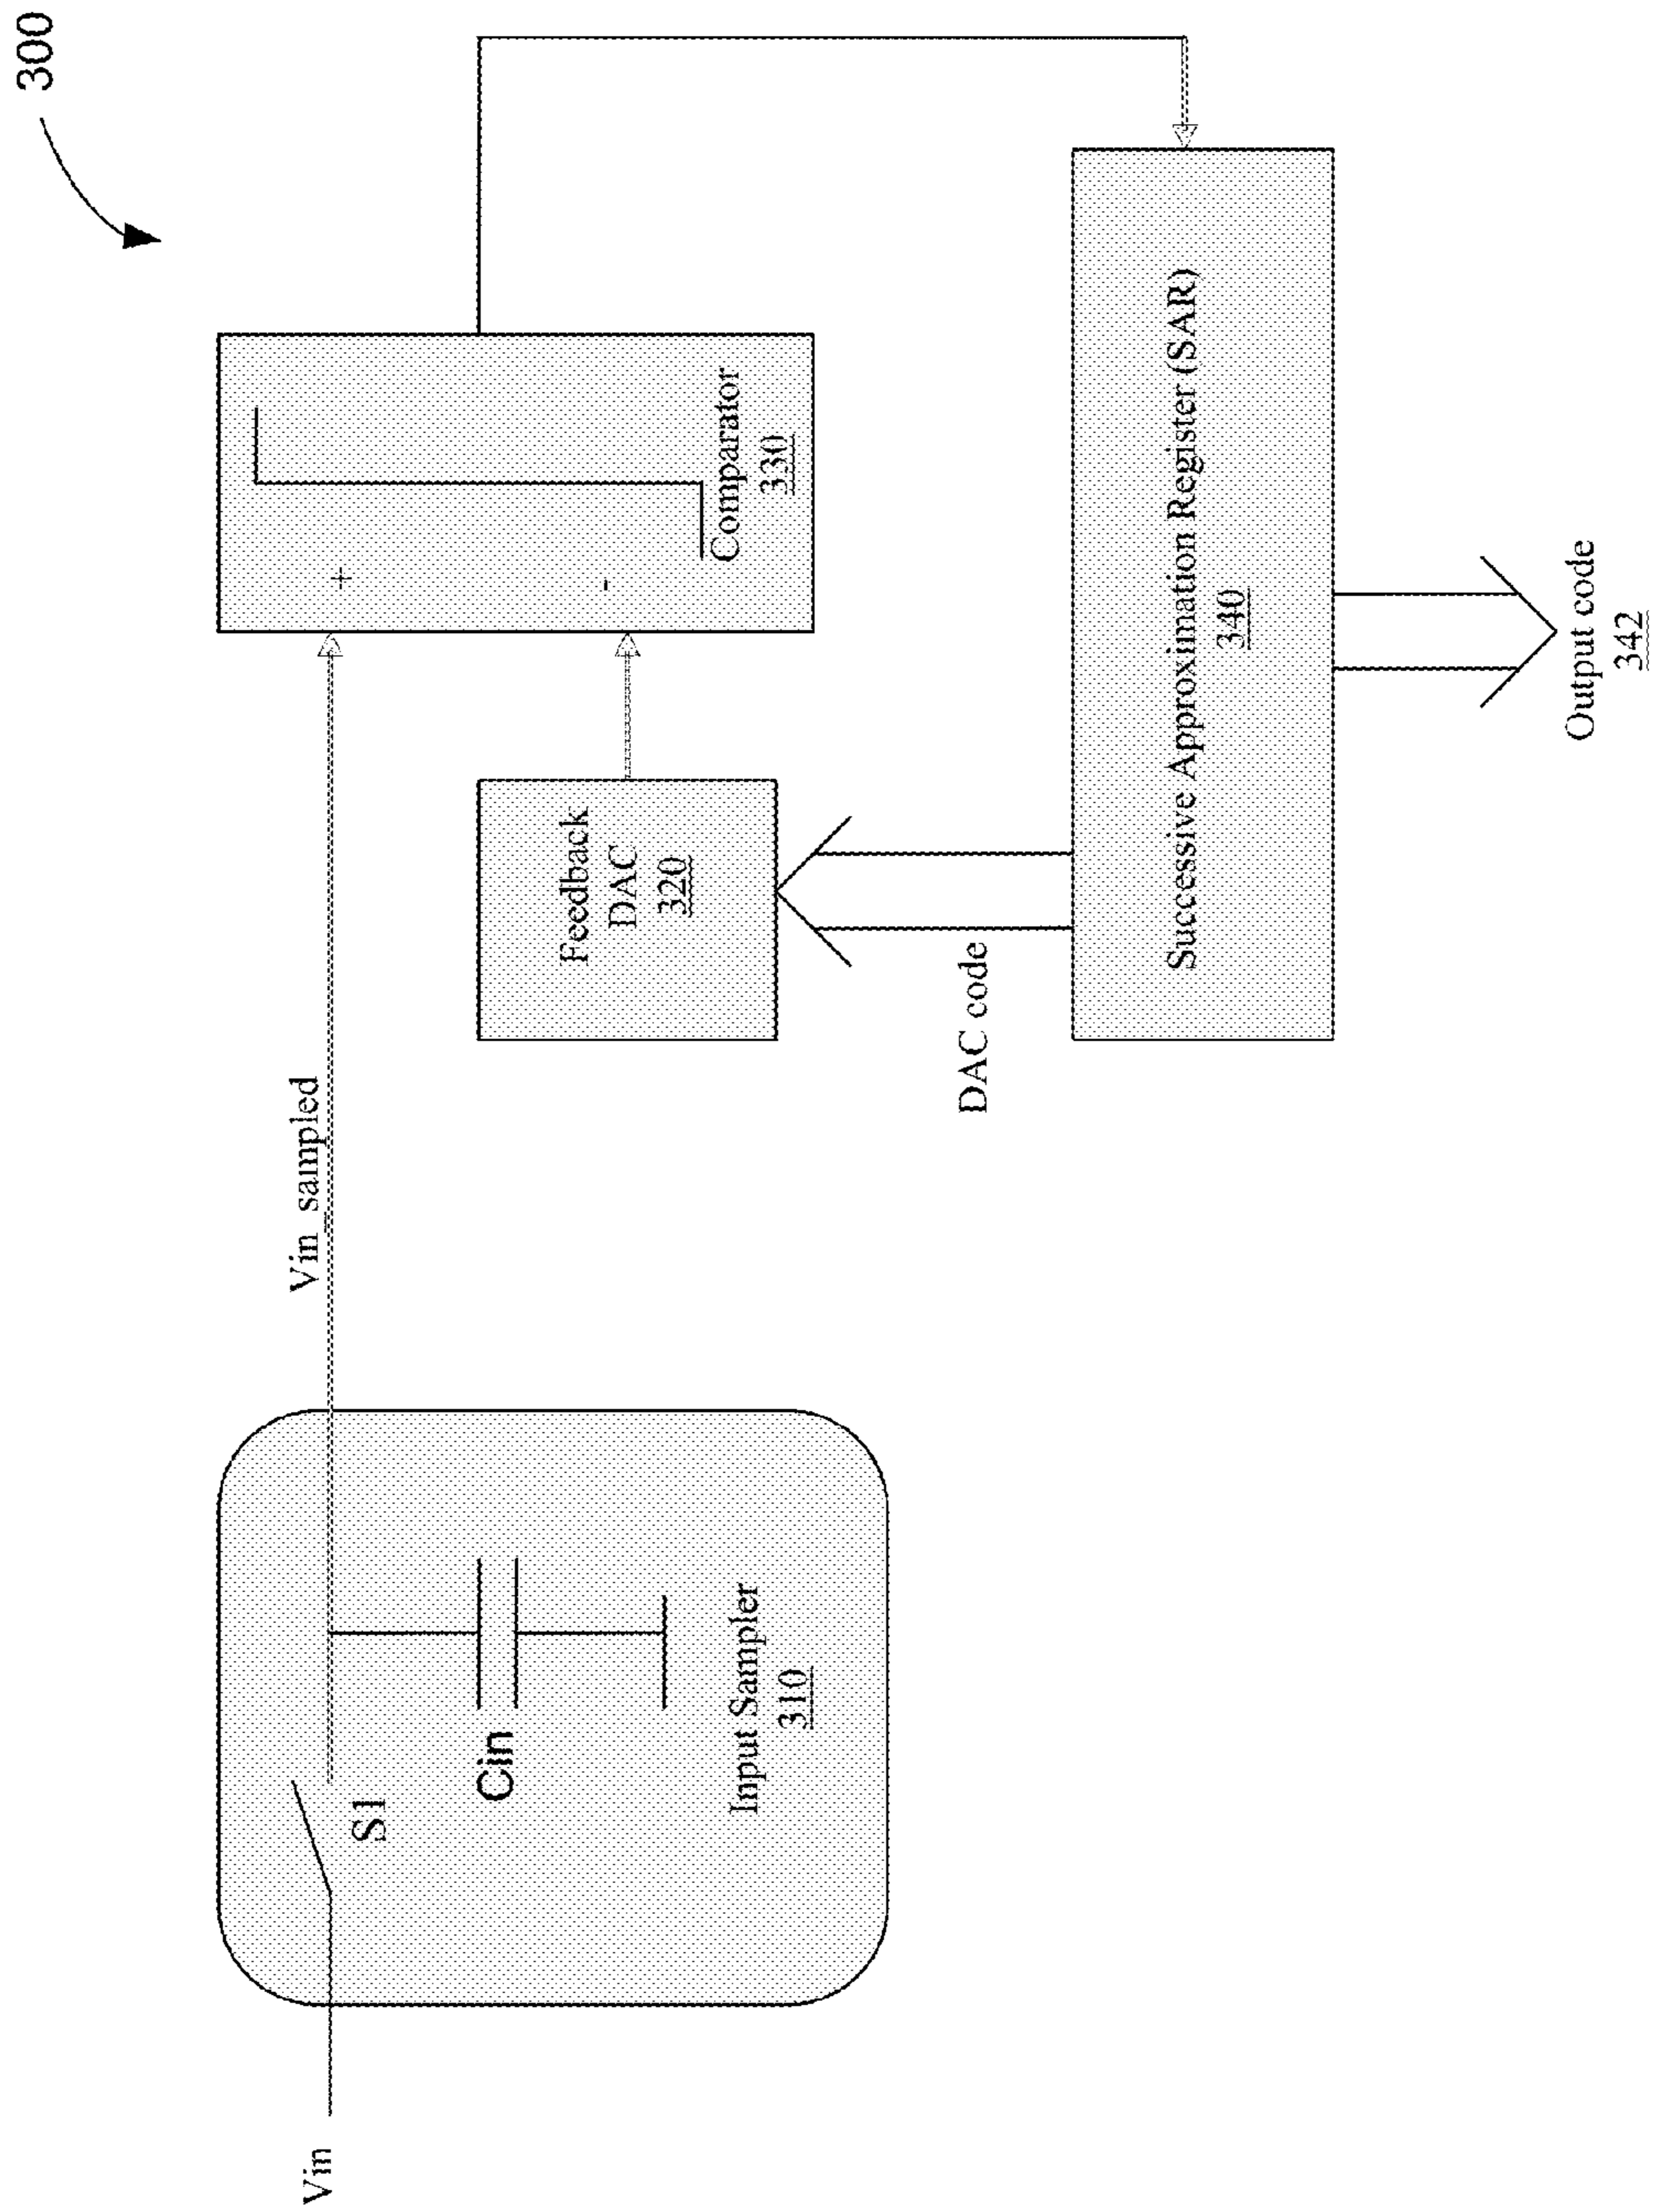 300
Vin
S1
Cin
Input Sampler
310
Vin_sampled
Feedback
DAC
320
+
-
Comparator
330
DAC code
Successive Approximation Register (SAR)
340
Output code
342